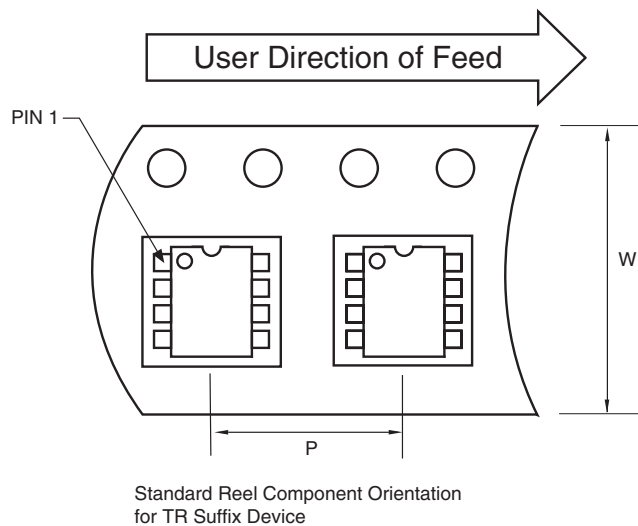 User Direction of Feed
PIN 1
W
P
Standard Reel Component Orientation
for TR Suffix Device